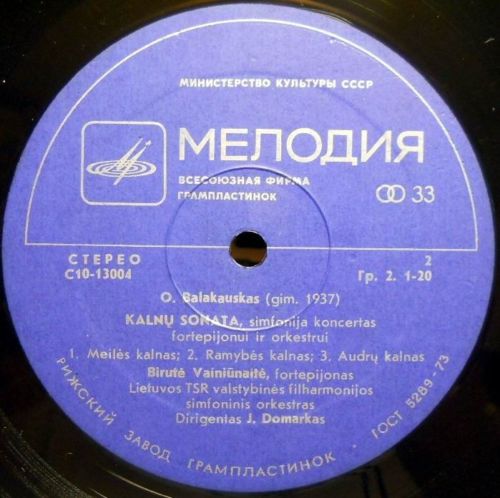 МИНИСТЕРСТВО КУЛЬТУРЫ СССР
МЕЛОДИЯ
ВСЕСОЮЗНАЯ ФИРМА
ГРАМПЛАСТИНОК
33
СТЕРЕО
С10-13004
2
Гр. 2. 1-20
O. Balakauskas (gim. 1937)
KALNŲ SONATA, simfonija koncertas
fortepijonui ir orkestrui
1. Meilės kalnas; 2. Ramybės kalnas; 3. Audrų kalnas
Birutė Vainiūnaitė, fortepijonas
Lietuvos TSR valstybinės filharmonijos
simfoninis orkestras
Dirigentas J. Domarkas
РИЖСКИЙ ЗАВОД ГРАМПЛАСТИНОК · ГОСТ 5289-73